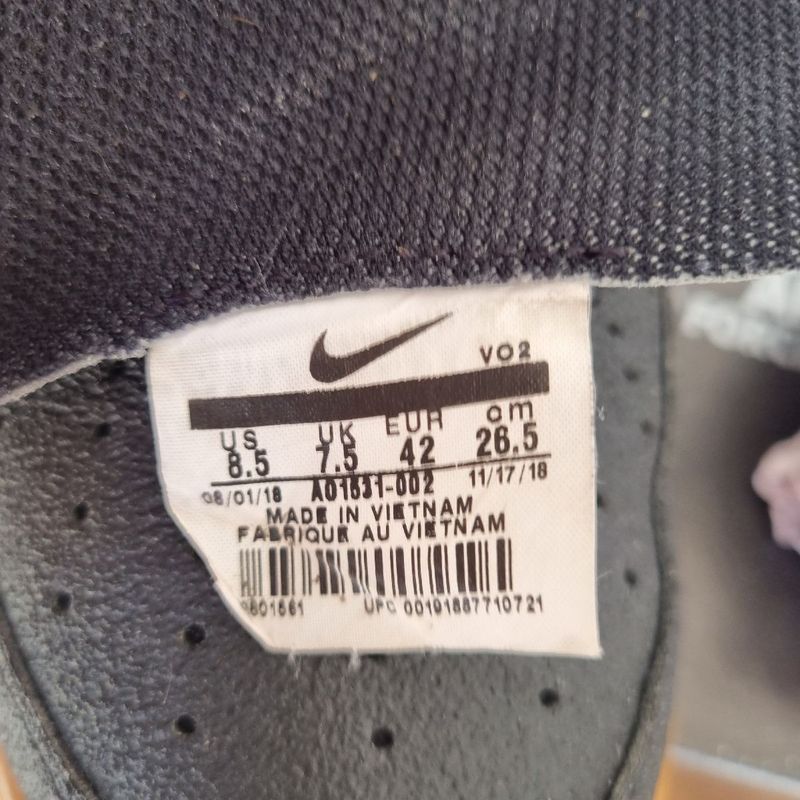 VO2
US UK EUR cm
8.5 7.5 42 26.5
08/01/18 AO1631-002 11/17/18
MADE IN VIETNAM
FABRIQUE AU VIETNAM
UPC 00191887710721